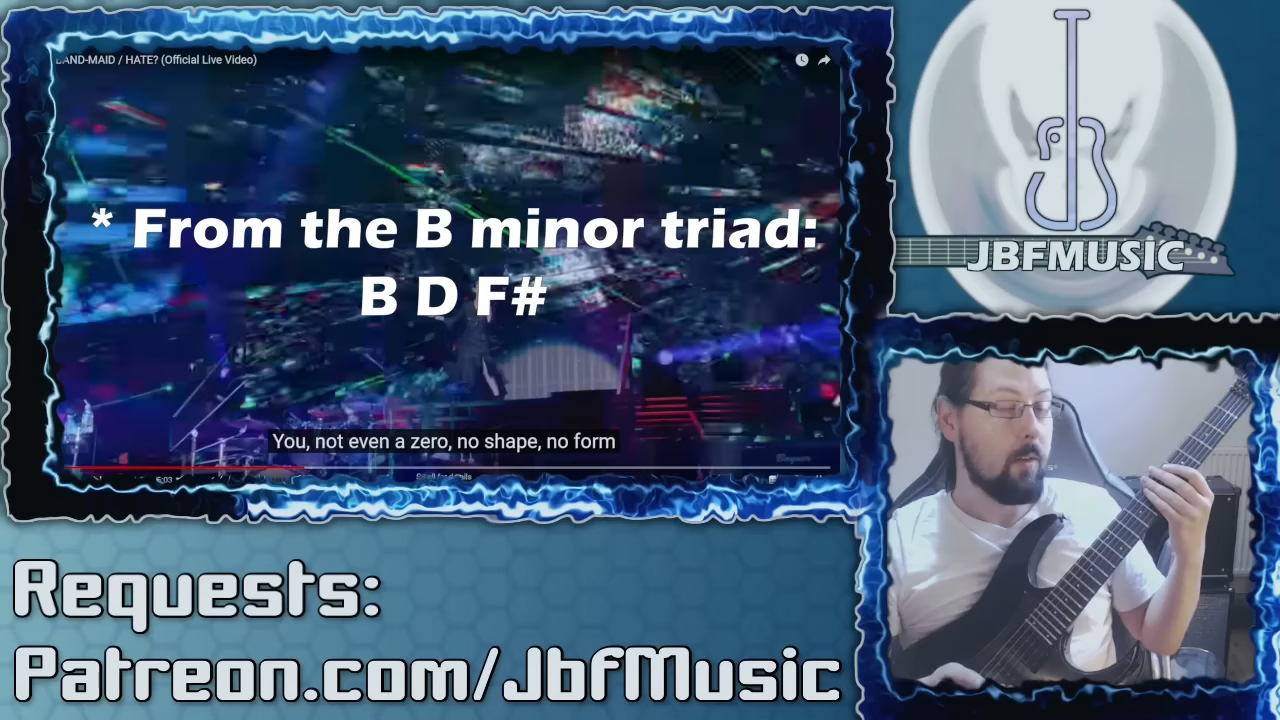 BAND-MAID / HATE? (Official Live Video)
* From the B minor triad:
B D F#
You, not even a zero, no shape, no form
JBFMUSIC
Requests:
Patreon.com/JbfMusic